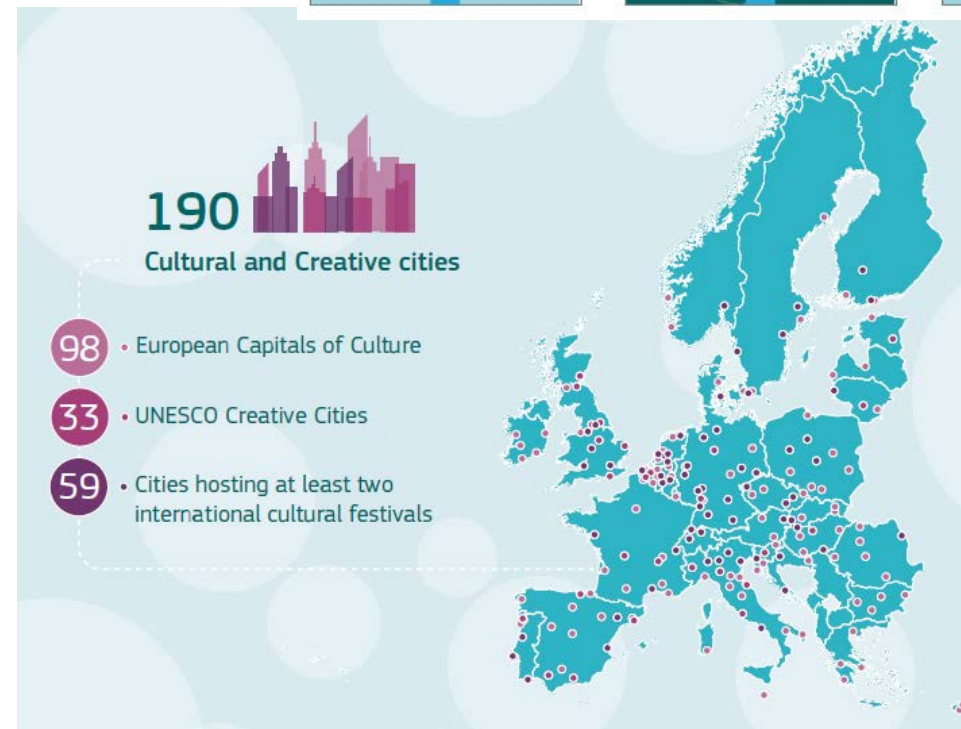 190
Cultural and Creative cities
98 • European Capitals of Culture
33 • UNESCO Creative Cities
59 • Cities hosting at least two
international cultural festivals